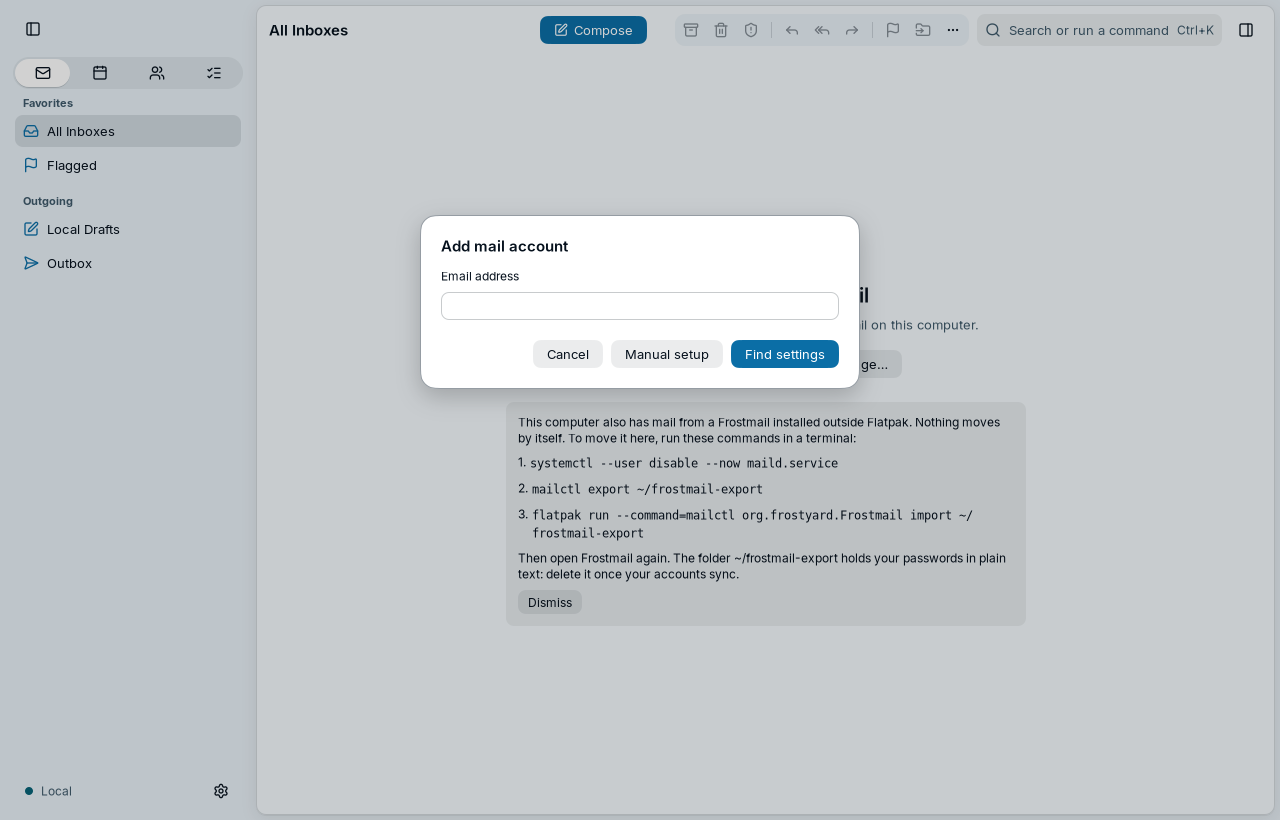 All Inboxes
Compose
Search or run a command Ctrl+K
Favorites
All Inboxes
Flagged
Outgoing
Local Drafts
Outbox
Add mail account
Email address
Cancel
Manual setup
Find settings
on this computer.
This computer also has mail from a Frostmail installed outside Flatpak. Nothing moves
by itself. To move it here, run these commands in a terminal:
1. systemctl --user disable --now maild.service
2. mailctl export ~/frostmail-export
3. flatpak run --command=mailctl org.frostyard.Frostmail import ~/
frostmail-export
Then open Frostmail again. The folder ~/frostmail-export holds your passwords in plain
text: delete it once your accounts sync.
Dismiss
Local